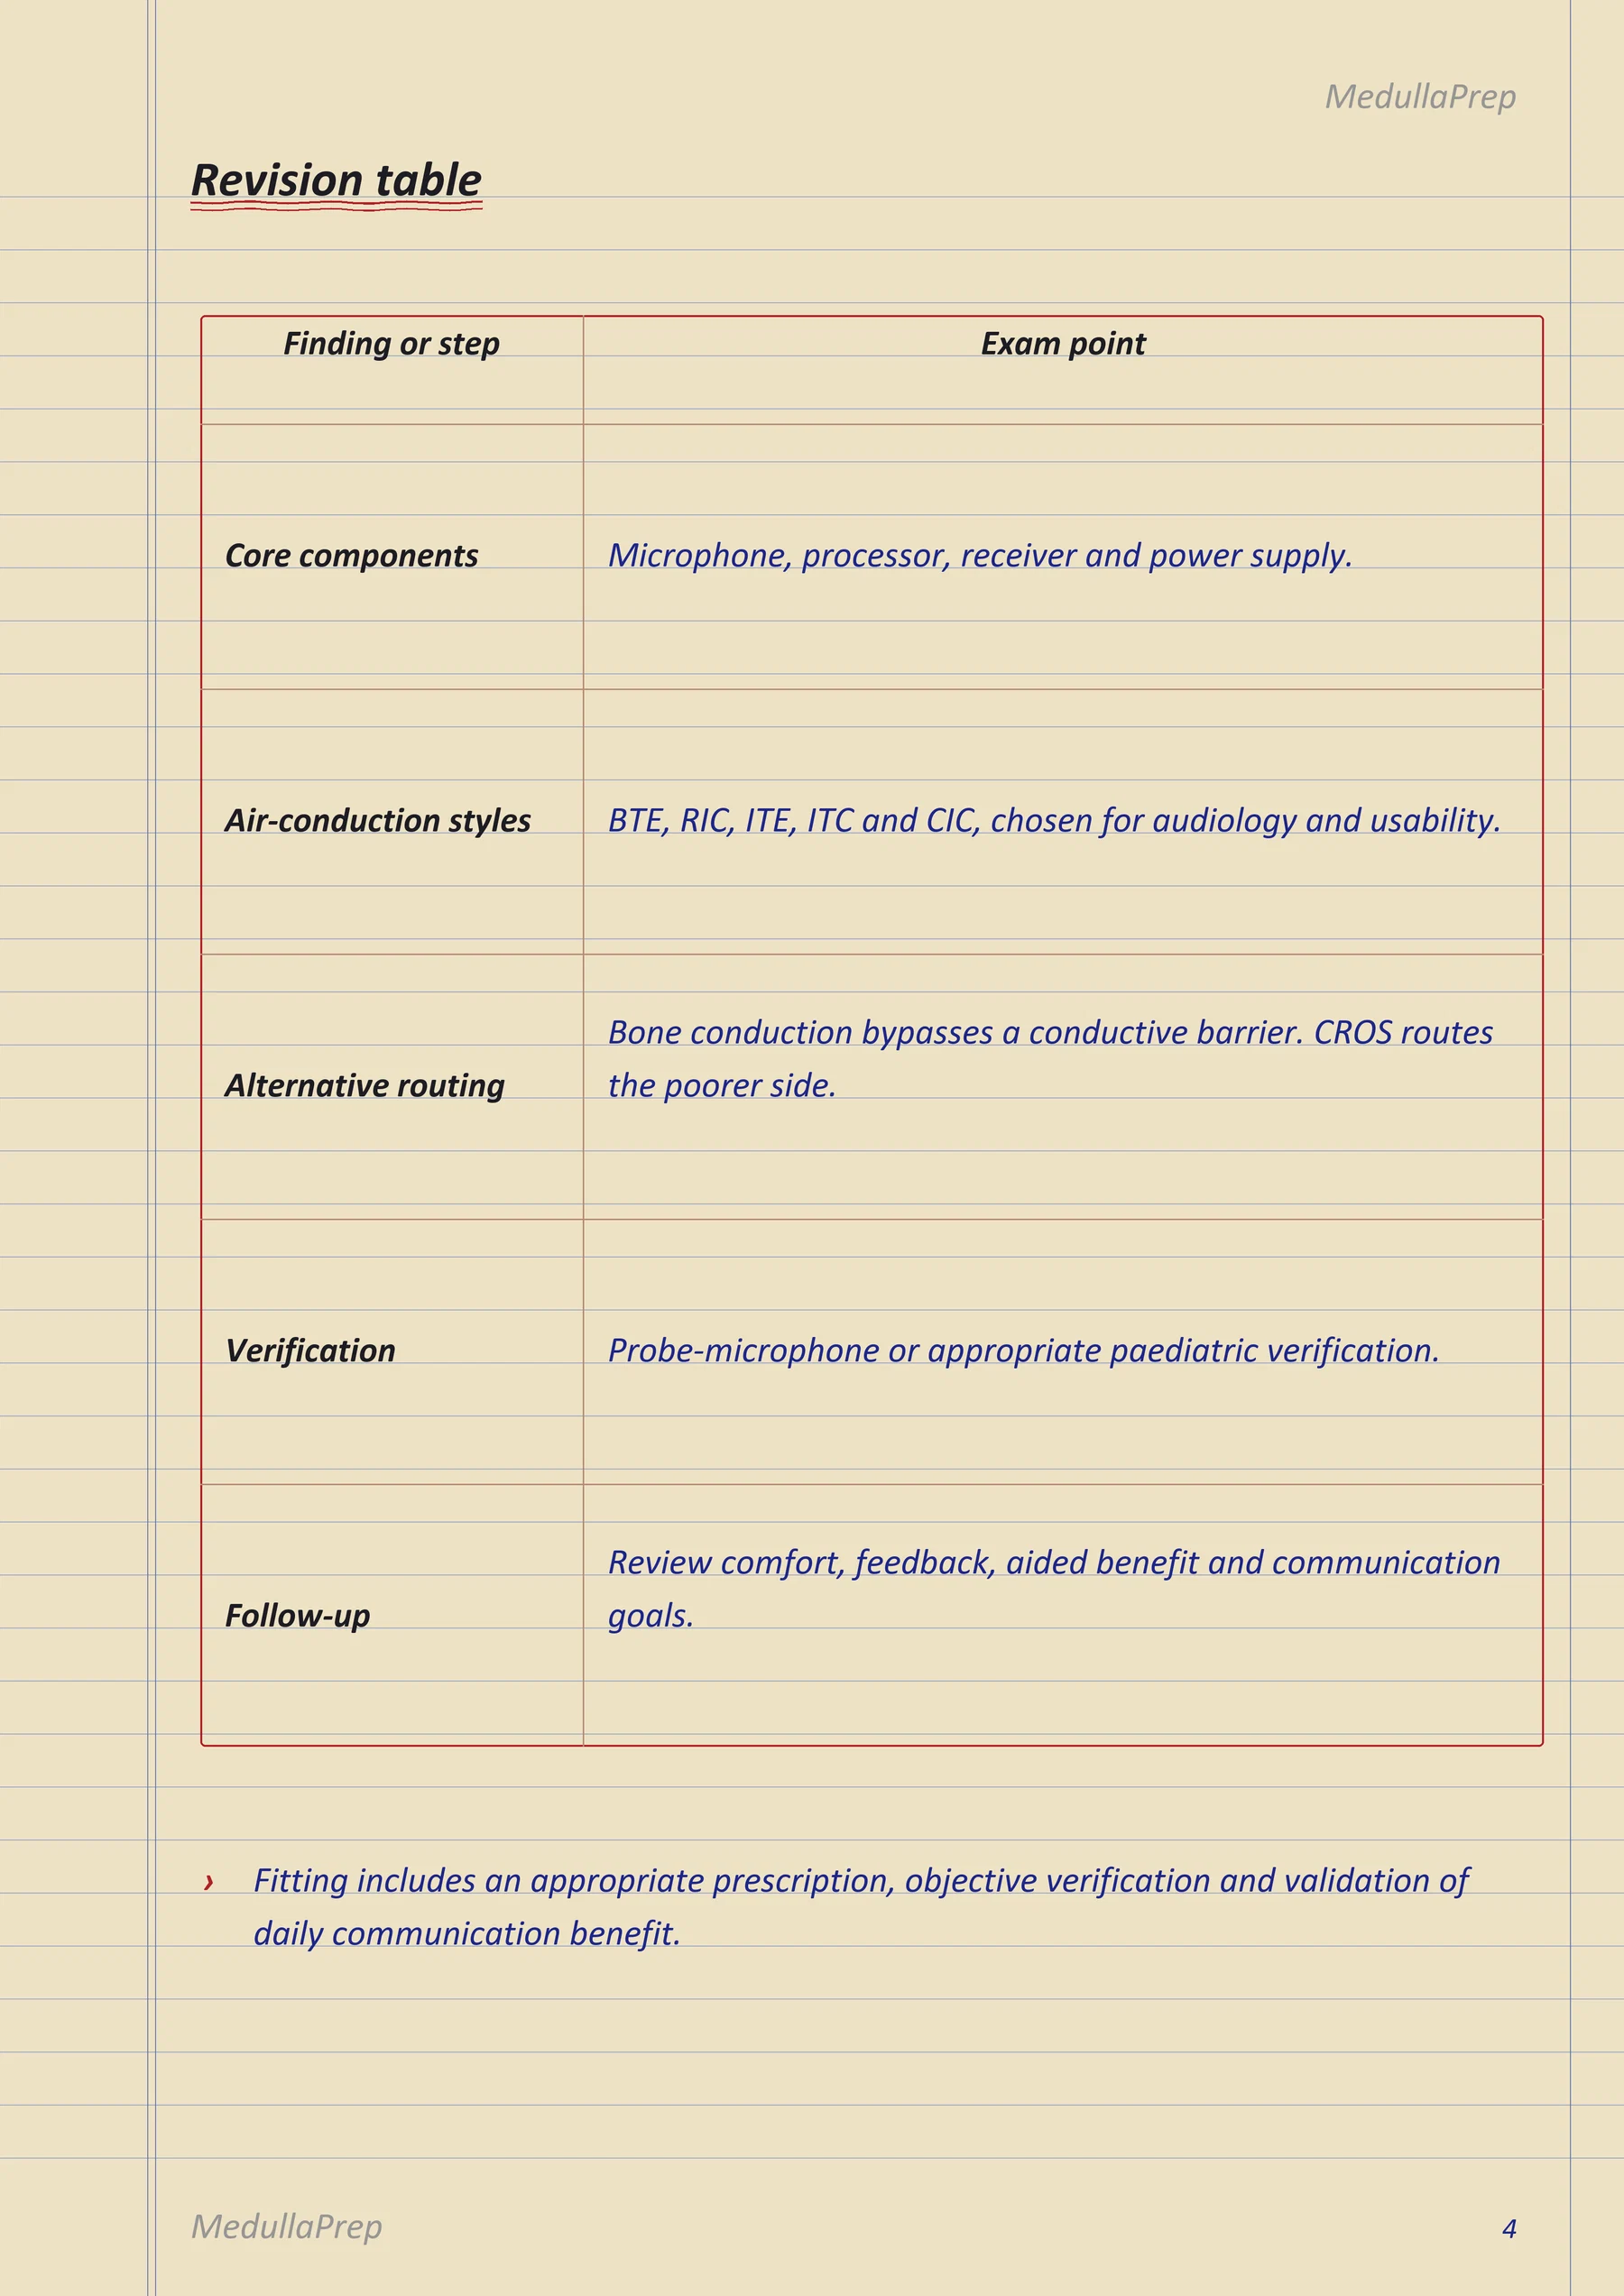 MedullaPrep
Revision table
Finding or step
Exam point
Core components
Microphone, processor, receiver and power supply.
Air-conduction styles
BTE, RIC, ITE, ITC and CIC, chosen for audiology and usability.
Alternative routing
Bone conduction bypasses a conductive barrier. CROS routes
the poorer side.
Verification
Probe-microphone or appropriate paediatric verification.
Follow-up
Review comfort, feedback, aided benefit and communication
goals.
› Fitting includes an appropriate prescription, objective verification and validation of
daily communication benefit.
MedullaPrep
4